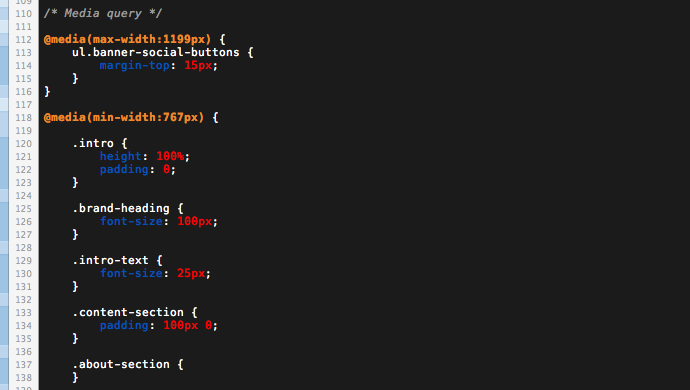 109
110 /* Media query */
111
112 @media(max-width:1199px) {
113 ul.banner-social-buttons {
114 margin-top: 15px;
115 }
116 }
117
118 @media(min-width:767px) {
119
120 .intro {
121 height: 100%;
122 padding: 0;
123 }
124
125 .brand-heading {
126 font-size: 100px;
127 }
128
129 .intro-text {
130 font-size: 25px;
131 }
132
133 .content-section {
134 padding: 100px 0;
135 }
136
137 .about-section {
138 }